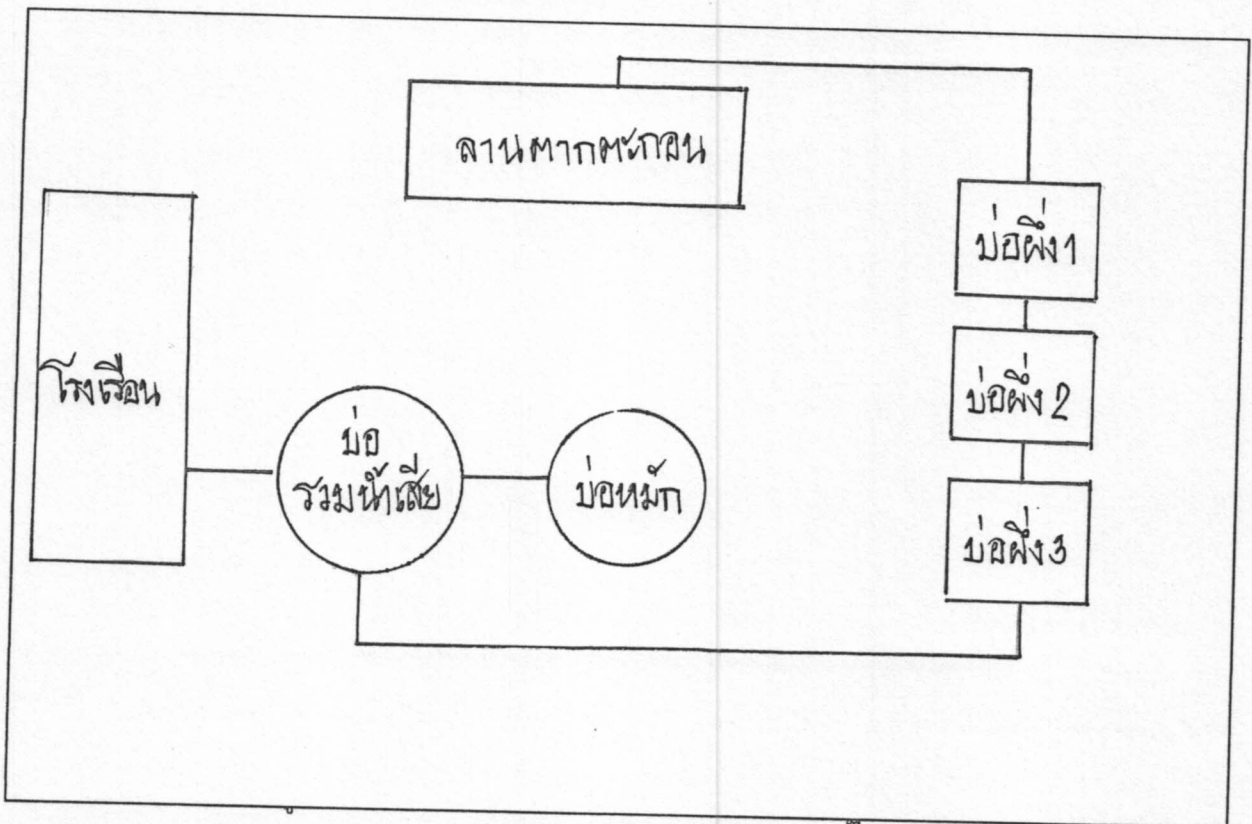 ลานตากตะกอน
บ่อผึ่ง1
โรงเรือน
บ่อผึ่ง 2
บ่อ
รวมน้ำเสีย
บ่อหมัก
บ่อผึ่ง3